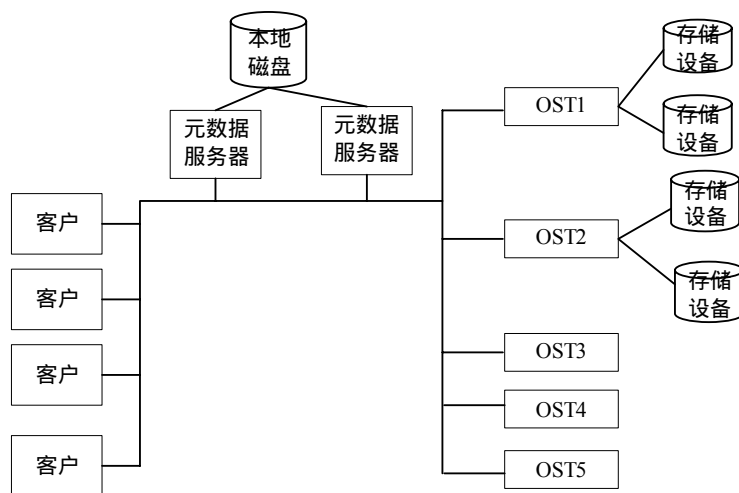 本地
磁盘
元数据
服务器
元数据
服务器
客户
客户
客户
客户
OST1
OST2
OST3
OST4
OST5
存储
设备
存储
设备
存储
设备
存储
设备